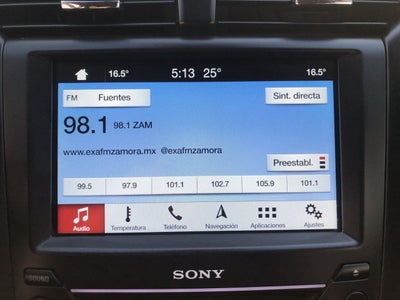 16.5° 5:13 25° 16.5°
FM Fuentes Sint. directa
98.1 98.1 ZAM
www.exafmzamora.mx @exafmzamora
Preestabl.
99.5 97.9 101.1 102.7 105.9 101.1
Audio Temperatura Teléfono Navegación Aplicaciones Ajustes
SONY
SOUND